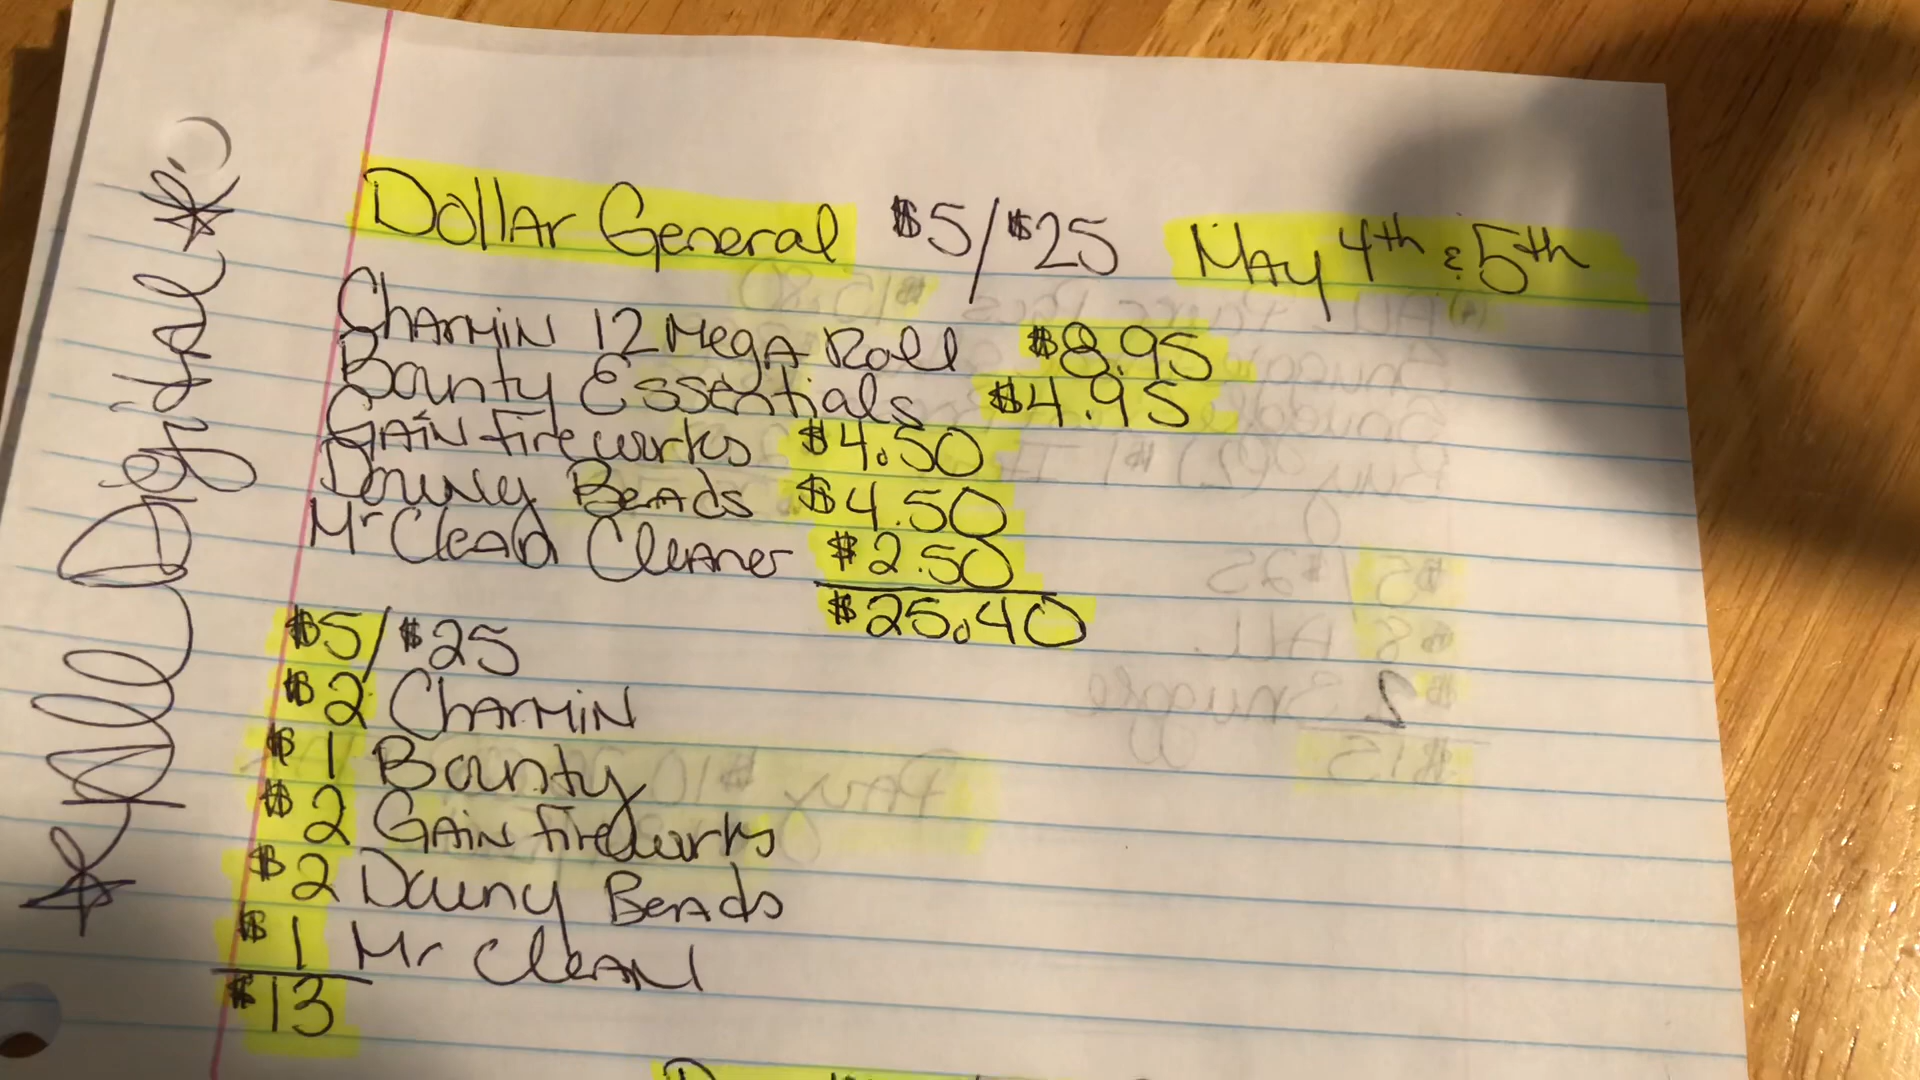 Dollar General $5/$25 May 4th & 5th
Charmin 12 Mega Roll $8.95
Bounty Essentials $4.95
Gain fireworks $4.50
Downy Beads $4.50
Mr Clean Cleaner $2.50
$25.40
$5/$25
$2 Charmin
$1 Bounty
$2 Gain fireworks
$2 Downy Beads
$1 Mr Clean
$13
*All Digital*